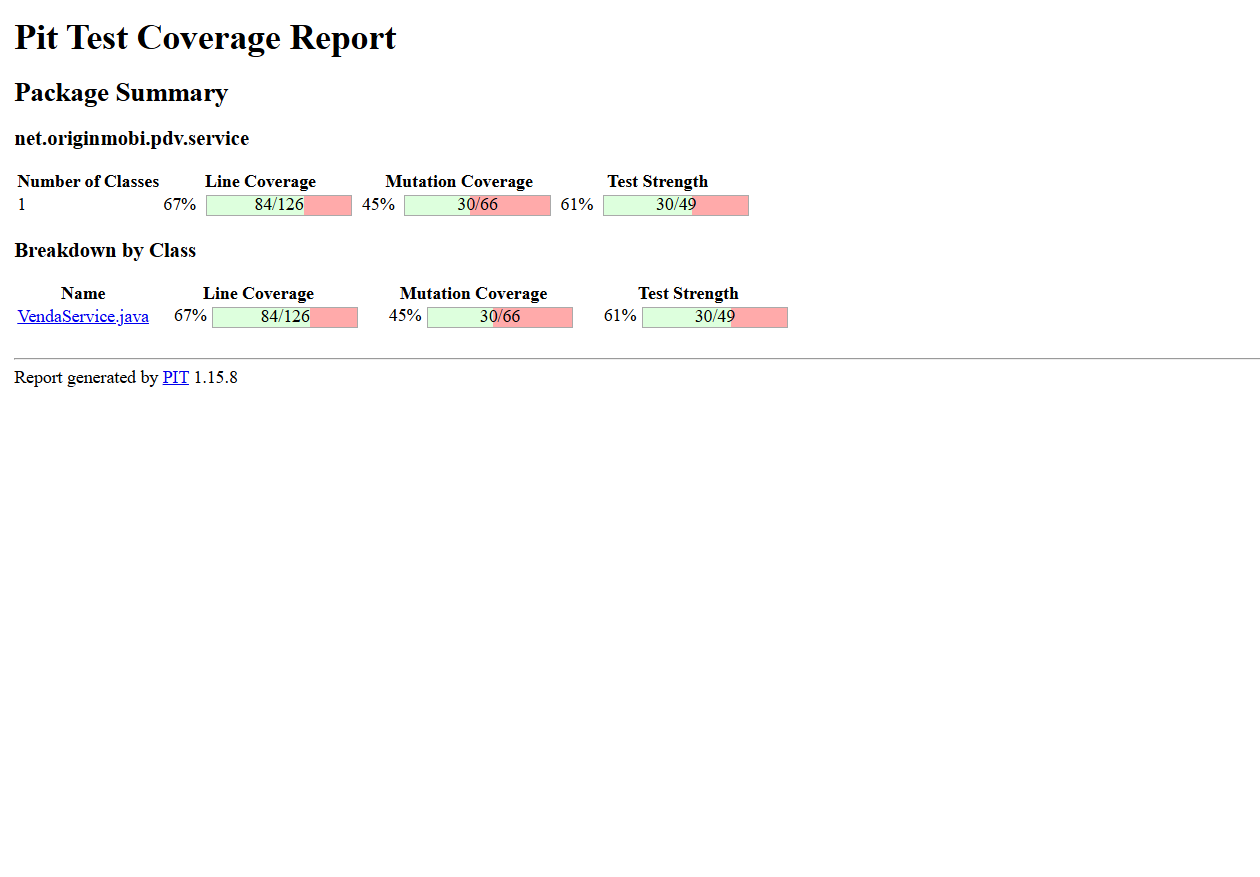 Pit Test Coverage Report
Package Summary
net.originmobi.pdv.service
Number of Classes Line Coverage Mutation Coverage Test Strength
1 67% 84/126 45% 30/66 61% 30/49
Breakdown by Class
Name Line Coverage Mutation Coverage Test Strength
VendaService.java 67% 84/126 45% 30/66 61% 30/49
Report generated by PIT 1.15.8